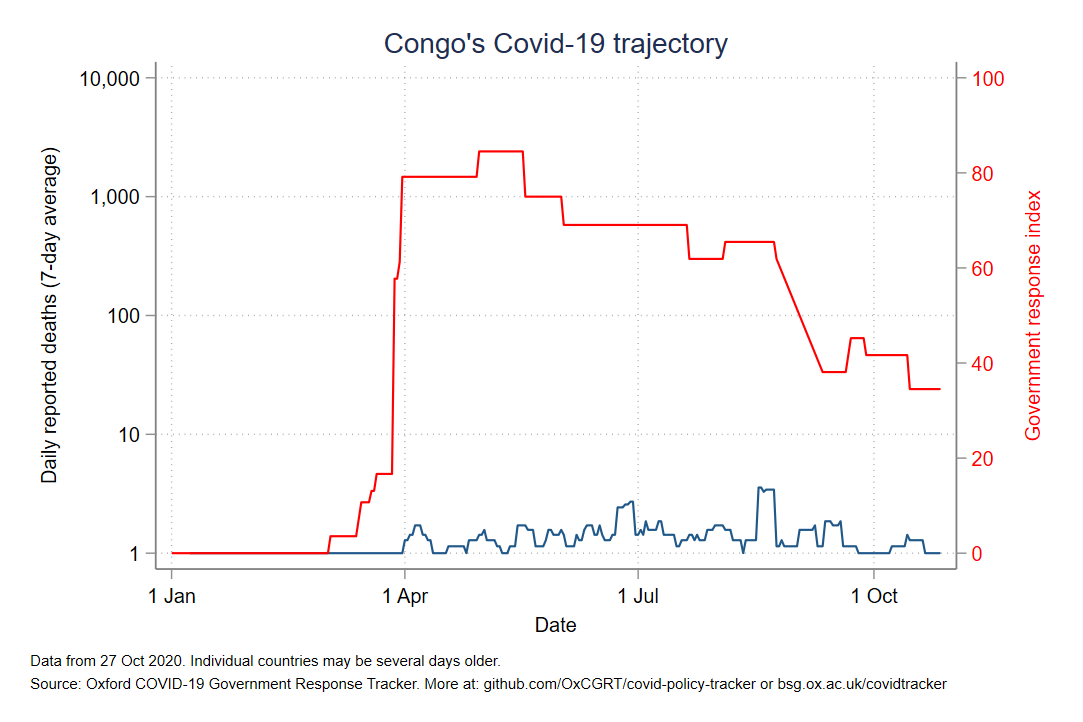 Congo's Covid-19 trajectory
10,000
1,000
100
10
1
Daily reported deaths (7-day average)
100
80
60
40
20
0
Government response index
1 Jan
1 Apr
1 Jul
1 Oct
Date
Data from 27 Oct 2020. Individual countries may be several days older.
Source: Oxford COVID-19 Government Response Tracker. More at: github.com/OxCGRT/covid-policy-tracker or bsg.ox.ac.uk/covidtracker